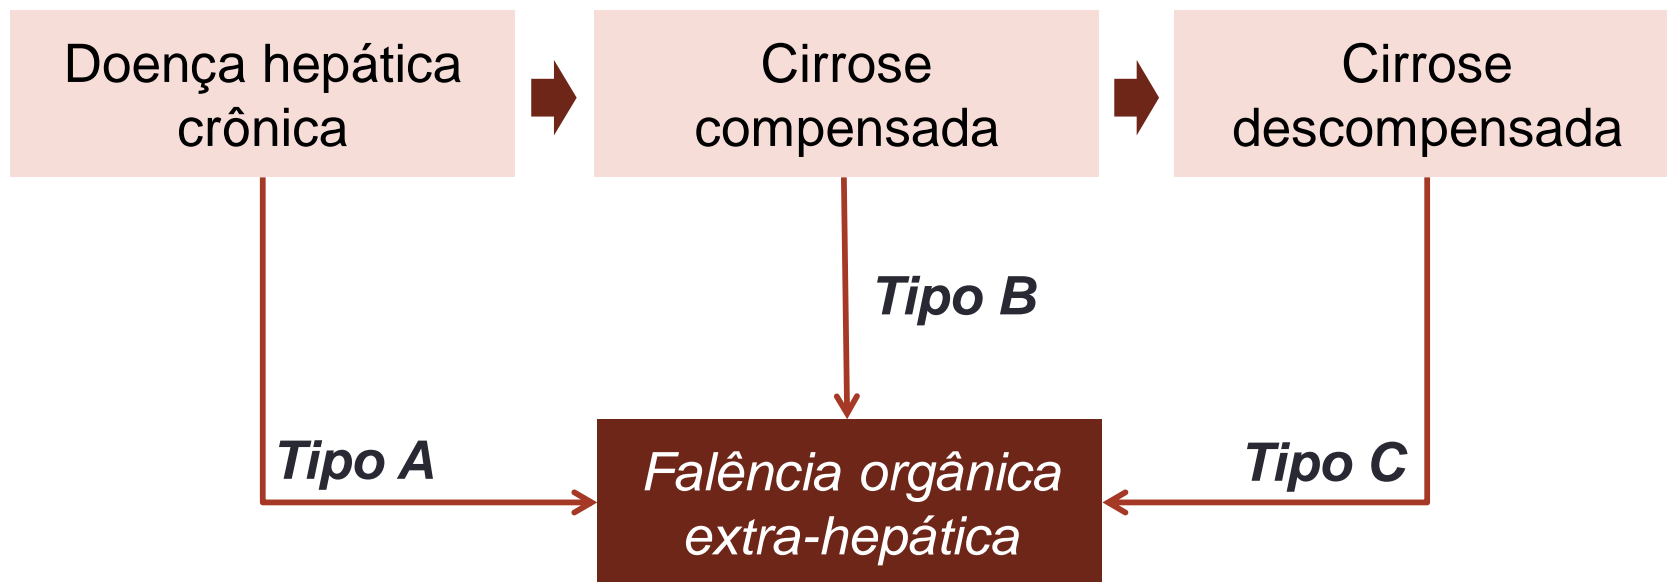 Doença hepática
crônica
Cirrose
compensada
Cirrose
descompensada
Tipo B
Tipo A
Tipo C
Falência orgânica
extra-hepática